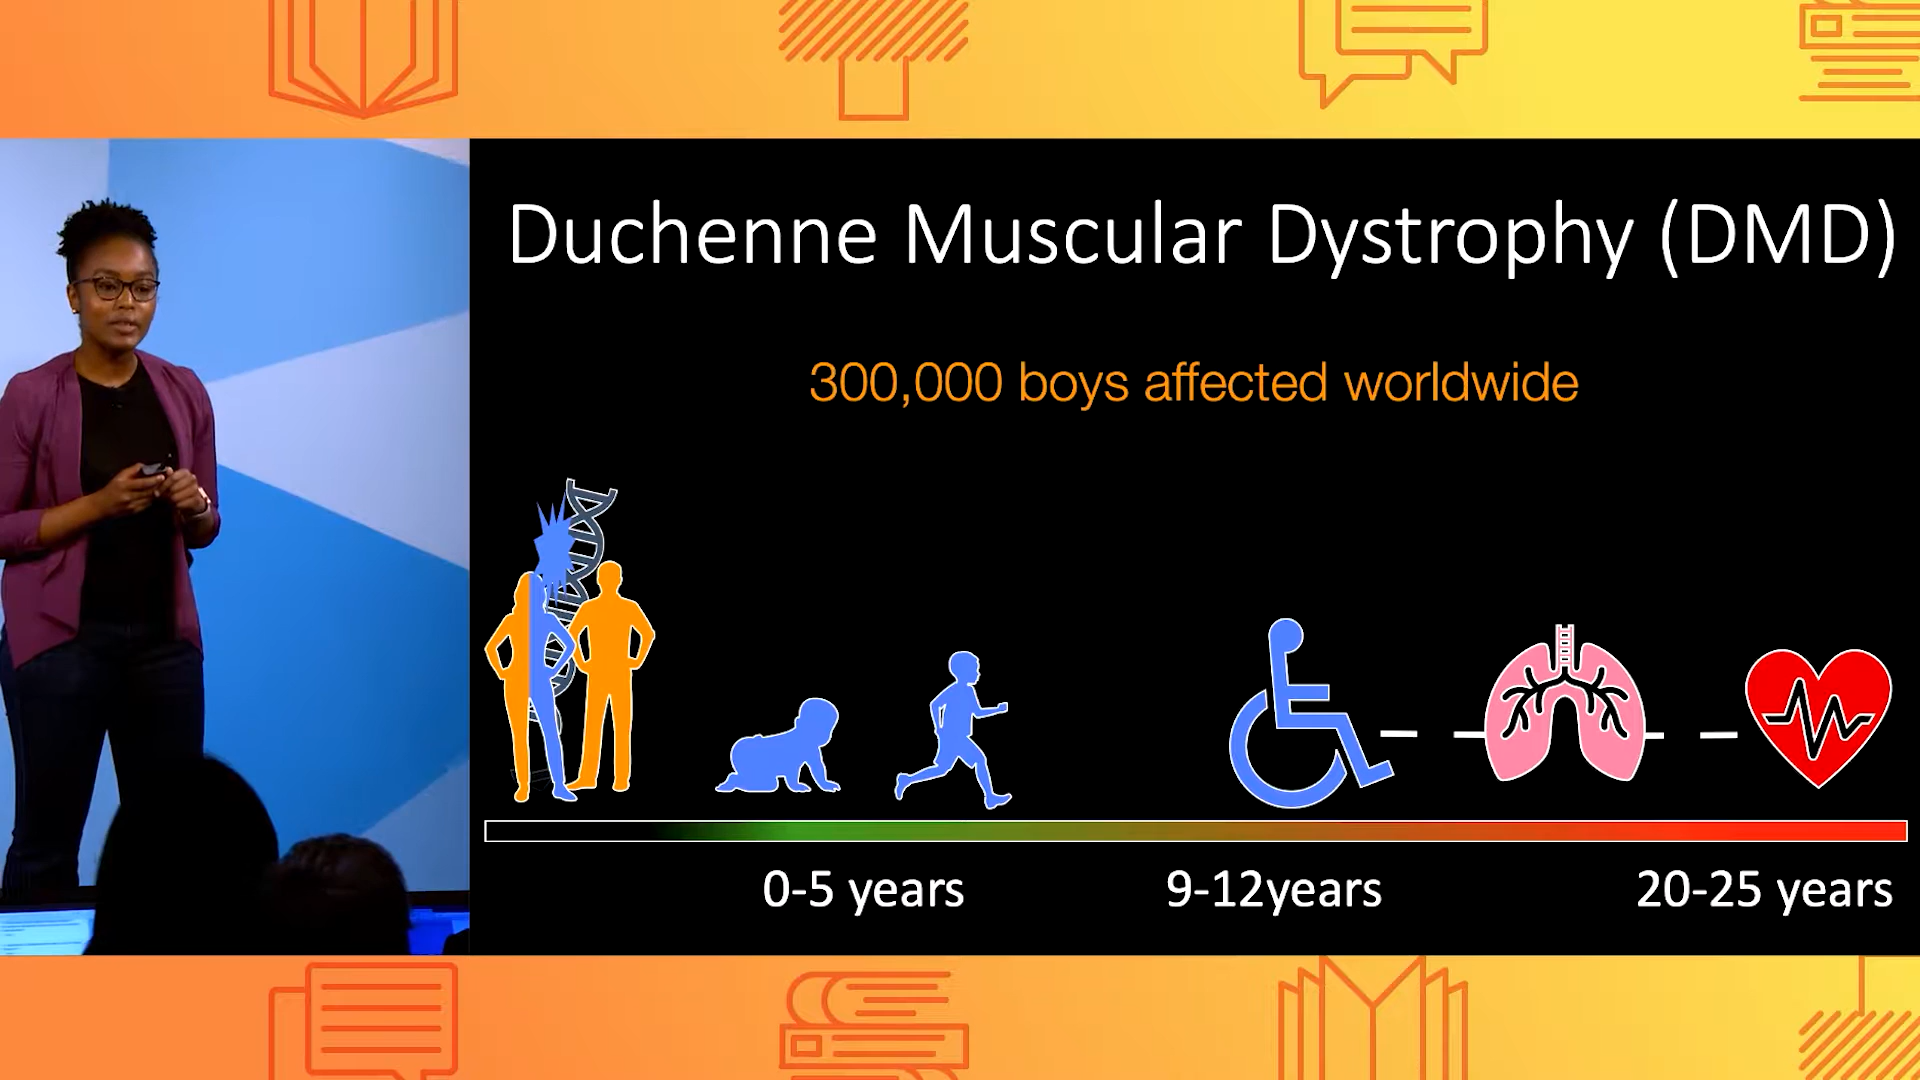 Duchenne Muscular Dystrophy (DMD)
300,000 boys affected worldwide
0-5 years
9-12years
20-25 years